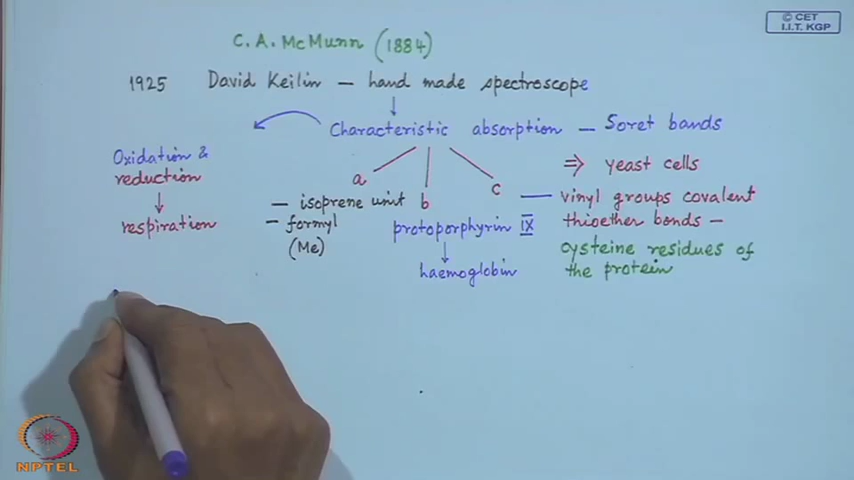 © CET
I.I.T. KGP
C. A. McMunn (1884)
1925 David Keilin — hand made spectroscope
Characteristic absorption — Soret bands
Oxidation &
reduction
respiration
a
b
c
⇒ yeast cells
— isoprene unit
— formyl
(Me)
protoporphyrin IX
haemoglobin
— vinyl groups covalent
thioether bonds —
cysteine residues of
the protein
NPTEL